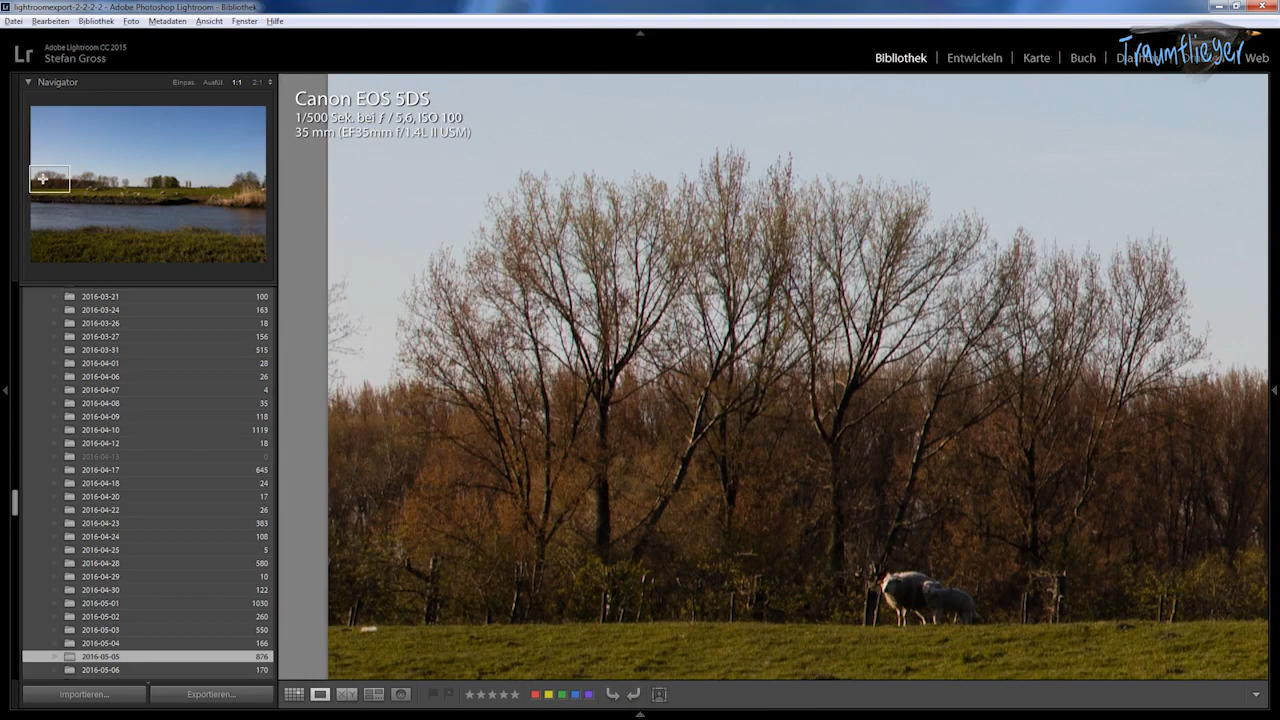 lightroomexport-2-2-2-2 - Adobe Photoshop Lightroom - Bibliothek
Datei Bearbeiten Bibliothek Foto Metadaten Ansicht Fenster Hilfe
Lr
Adobe Lightroom CC 2015
Stefan Gross
Bibliothek | Entwickeln | Karte | Buch | Web
Traumflieger
Navigator Einpas. Ausfül. 1:1 2:1
Canon EOS 5DS
1/500 Sek. bei ƒ / 5,6, ISO 100
35 mm (EF35mm f/1.4L II USM)
2016-03-21 100
2016-03-24 163
2016-03-26 18
2016-03-27 156
2016-03-31 515
2016-04-01 28
2016-04-06 26
2016-04-07 4
2016-04-08 35
2016-04-09 118
2016-04-10 1119
2016-04-12 18
2016-04-13 0
2016-04-17 645
2016-04-18 24
2016-04-20 17
2016-04-22 26
2016-04-23 383
2016-04-24 108
2016-04-25 5
2016-04-28 580
2016-04-29 10
2016-04-30 122
2016-05-01 1030
2016-05-02 260
2016-05-03 550
2016-05-04 166
2016-05-05 876
2016-05-06 170
Importieren... Exportieren...